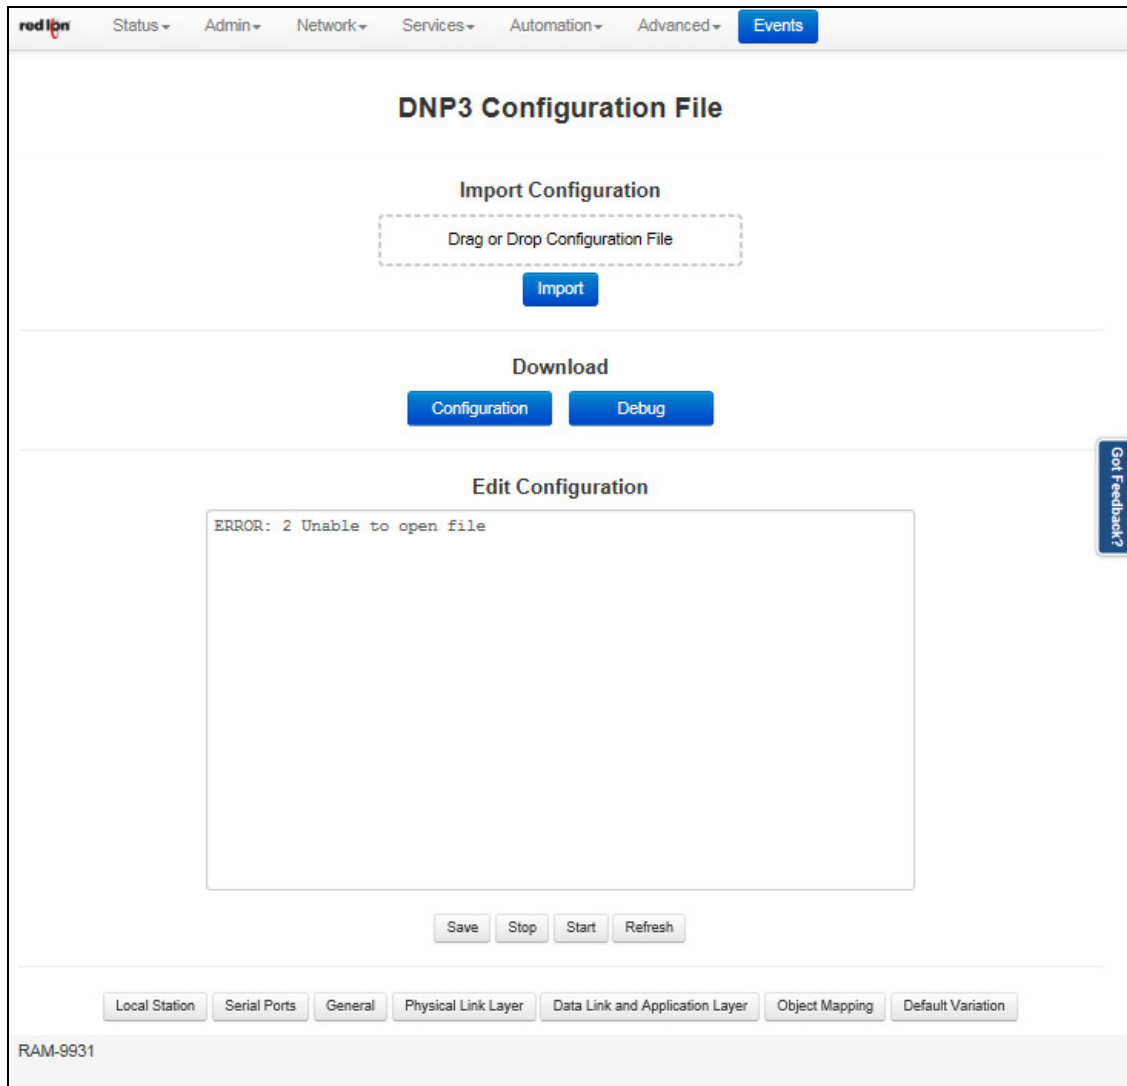 red lion Status Admin Network Services Automation Advanced Events
DNP3 Configuration File
Import Configuration
Drag or Drop Configuration File
Import
Download
Configuration Debug
Got Feedback?
Edit Configuration
ERROR: 2 Unable to open file
Save Stop Start Refresh
Local Station Serial Ports General Physical Link Layer Data Link and Application Layer Object Mapping Default Variation
RAM-9931